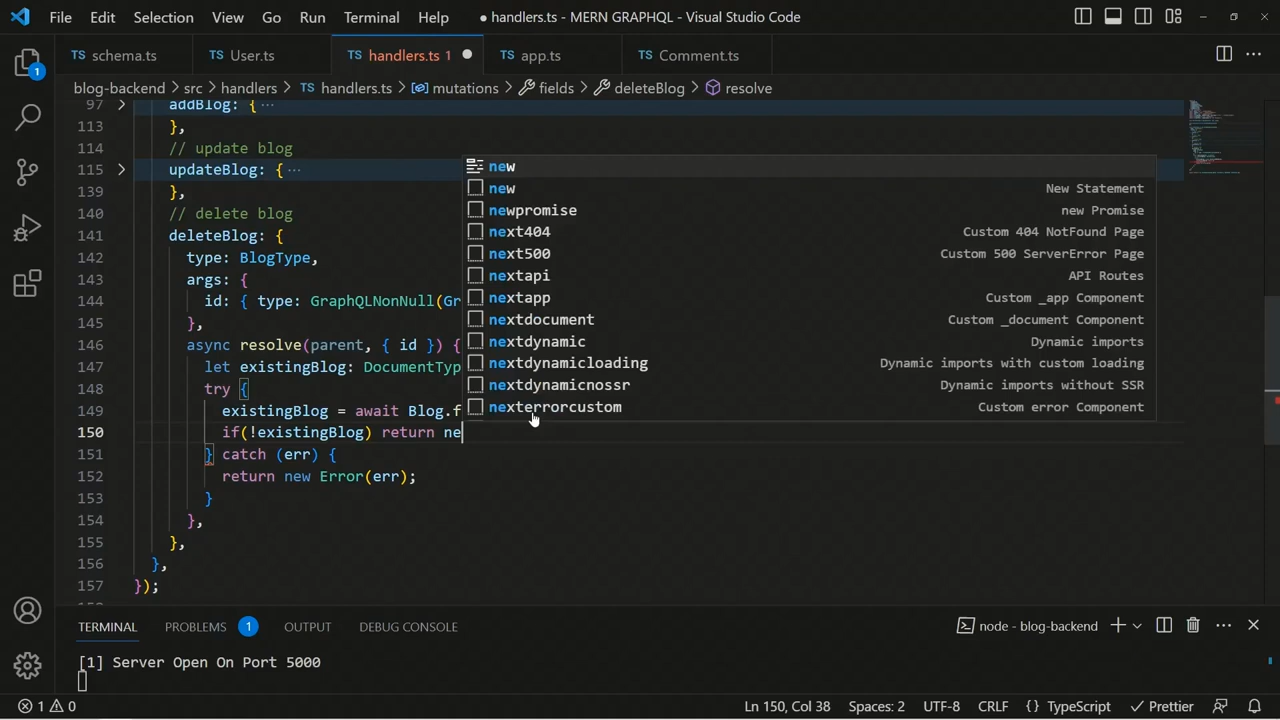 File Edit Selection View Go Run Terminal Help ● handlers.ts - MERN GRAPHQL - Visual Studio Code
TS schema.ts TS User.ts TS handlers.ts 1 ● TS app.ts TS Comment.ts
1
blog-backend > src > handlers > TS handlers.ts > mutations > fields > deleteBlog > resolve
97 > addBlog: { ···
113 },
114 // update blog
115 > updateBlog: { ···
139 },
140 // delete blog
141 deleteBlog: {
142 type: BlogType,
143 args: {
144 id: { type: GraphQLNonNull(Gr
145 },
146 async resolve(parent, { id }) {
147 let existingBlog: DocumentTyp
148 try {
149 existingBlog = await Blog.f
150 if(!existingBlog) return ne
151 } catch (err) {
152 return new Error(err);
153 }
154 },
155 },
156 },
157 });
new
new New Statement
newpromise new Promise
next404 Custom 404 NotFound Page
next500 Custom 500 ServerError Page
nextapi API Routes
nextapp Custom _app Component
nextdocument Custom _document Component
nextdynamic Dynamic imports
nextdynamicloading Dynamic imports with custom loading
nextdynamicnossr Dynamic imports without SSR
nexterrorcustom Custom error Component
TERMINAL PROBLEMS 1 OUTPUT DEBUG CONSOLE node - blog-backend
[1] Server Open On Port 5000
1 0 Ln 150, Col 38 Spaces: 2 UTF-8 CRLF { } TypeScript Prettier